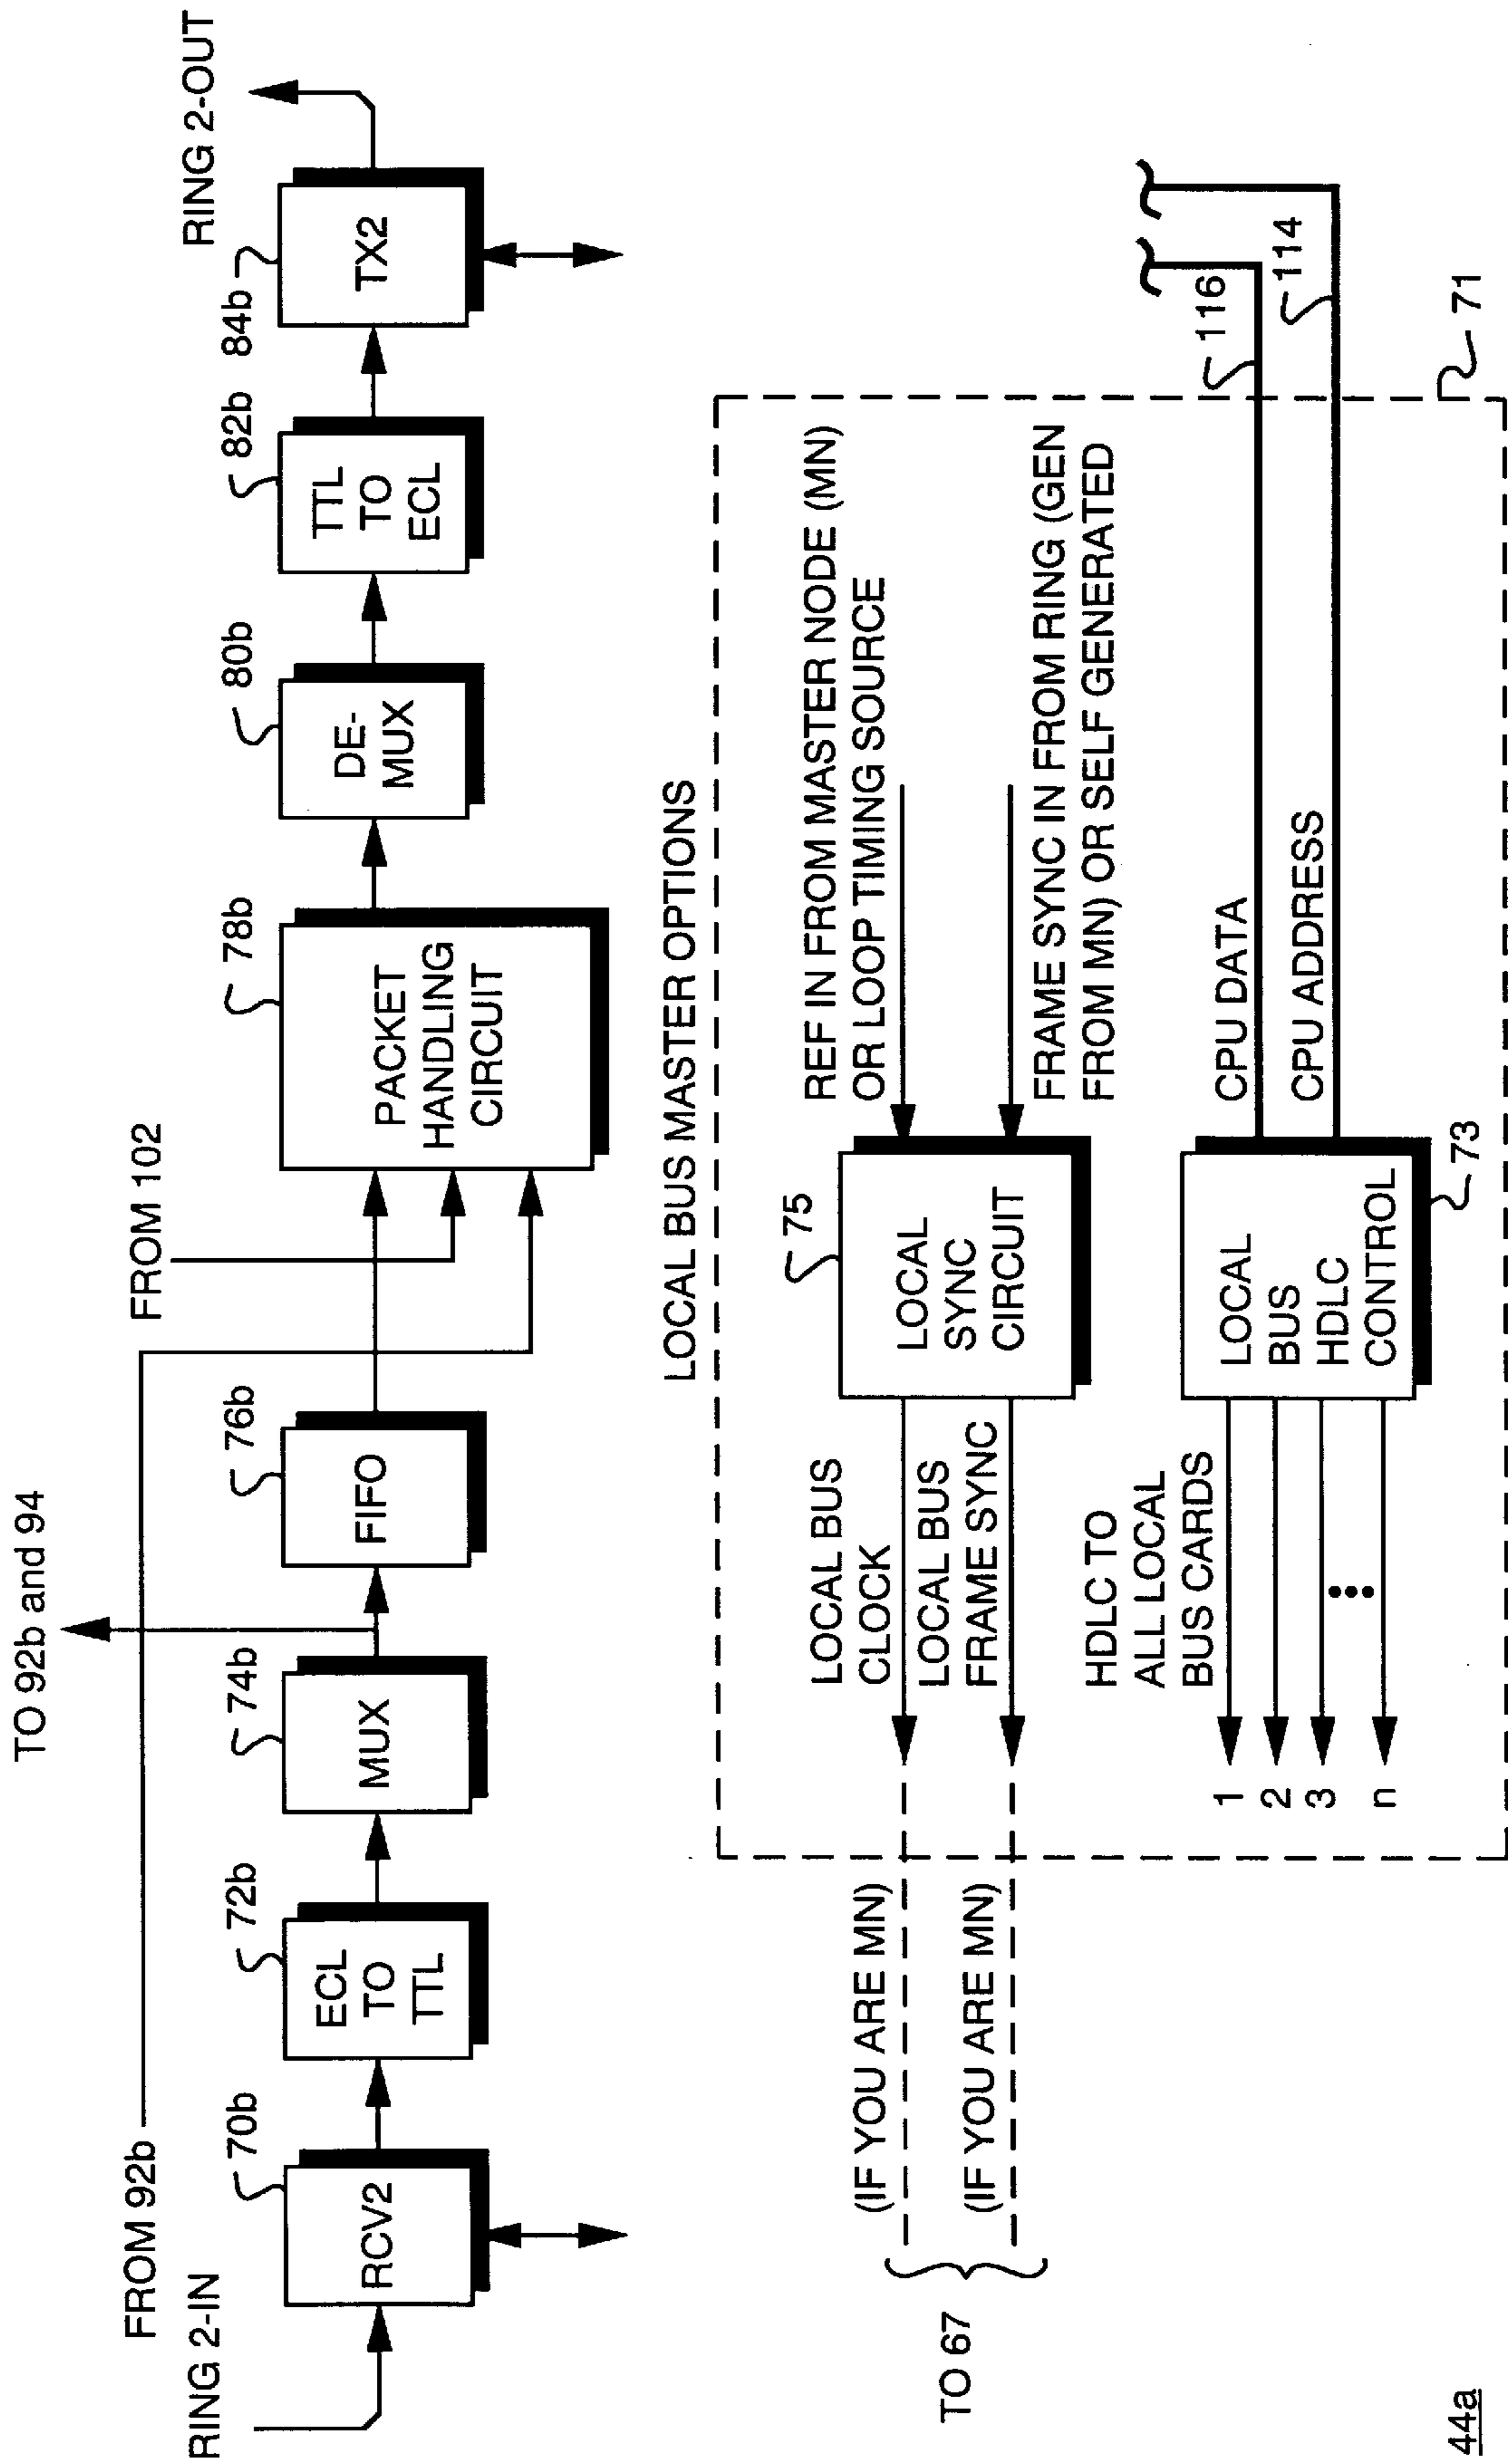 TO 92b and 94
FROM 92b
FROM 102
RING 2-IN
RING 2-OUT
70b
72b
74b
76b
78b
80b
82b
84b
RCV2
ECL
TO
TTL
MUX
FIFO
PACKET
HANDLING
CIRCUIT
DE-
MUX
TTL
TO
ECL
TX2
LOCAL BUS MASTER OPTIONS
(IF YOU ARE MN)
(IF YOU ARE MN)
TO 67
LOCAL BUS
CLOCK
LOCAL BUS
FRAME SYNC
75
LOCAL
SYNC
CIRCUIT
REF IN FROM MASTER NODE (MN)
OR LOOP TIMING SOURCE
FRAME SYNC IN FROM RING (GEN
FROM MN) OR SELF GENERATED
HDLC TO
ALL LOCAL
BUS CARDS
1
2
3
n
LOCAL
BUS
HDLC
CONTROL
73
CPU DATA
CPU ADDRESS
116
114
71
44a